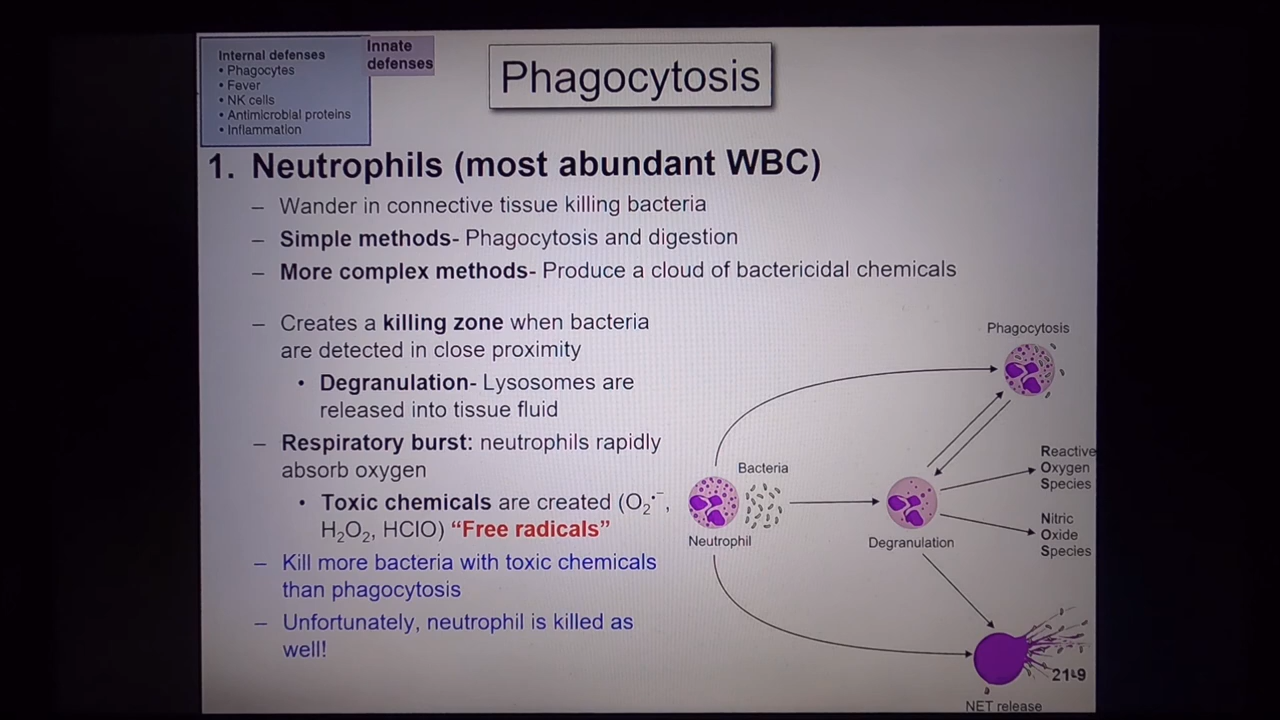 Internal defenses
• Phagocytes
• Fever
• NK cells
• Antimicrobial proteins
• Inflammation
Innate
defenses
Phagocytosis
1. Neutrophils (most abundant WBC)
– Wander in connective tissue killing bacteria
– Simple methods- Phagocytosis and digestion
– More complex methods- Produce a cloud of bactericidal chemicals
– Creates a killing zone when bacteria
are detected in close proximity
• Degranulation- Lysosomes are
released into tissue fluid
– Respiratory burst: neutrophils rapidly
absorb oxygen
• Toxic chemicals are created (O₂•⁻,
H₂O₂, HClO) “Free radicals”
– Kill more bacteria with toxic chemicals
than phagocytosis
– Unfortunately, neutrophil is killed as
well!
Phagocytosis
Bacteria
Neutrophil
Degranulation
Reactive
Oxygen
Species
Nitric
Oxide
Species
NET release